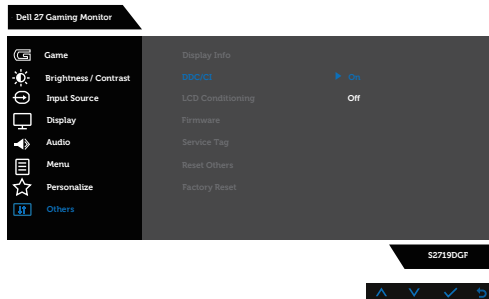 Dell 27 Gaming Monitor
Game
Display Info
Brightness / Contrast
DDC/CI
On
Input Source
LCD Conditioning
Off
Display
Firmware
Audio
Service Tag
Menu
Reset Others
Personalize
Factory Reset
Others
S2719DGF